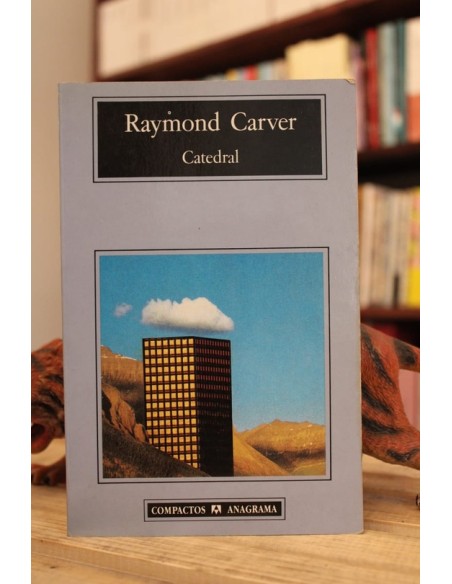 Raymond Carver
Catedral
COMPACTOS ANAGRAMA